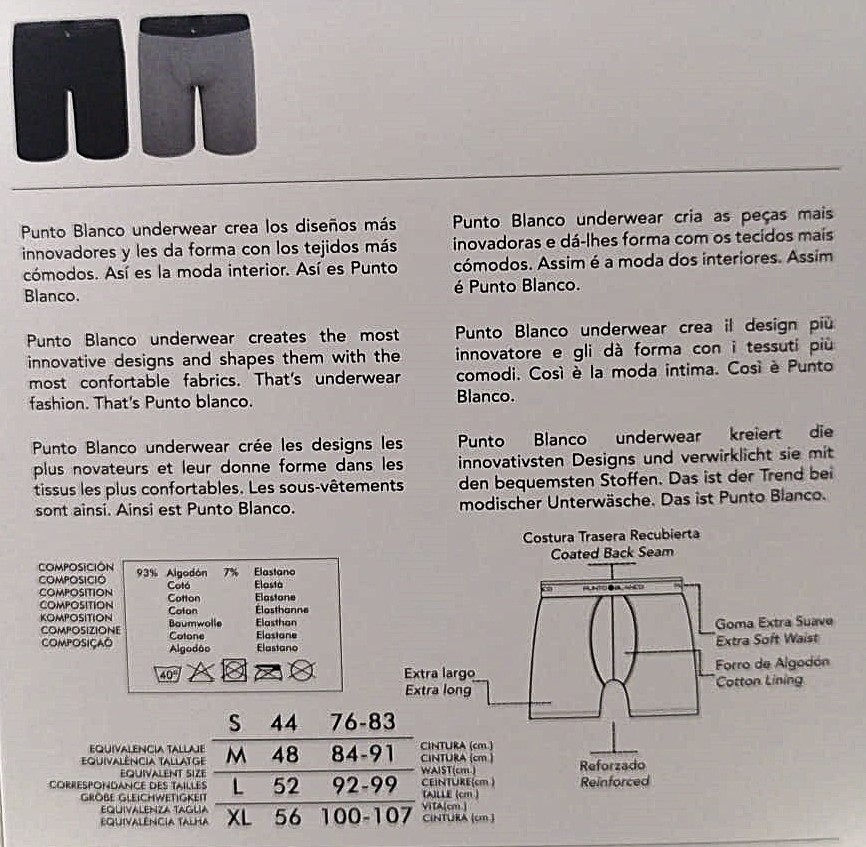 Punto Blanco underwear crea los diseños más
innovadores y les da forma con los tejidos más
cómodos. Así es la moda interior. Así es Punto
Blanco.
Punto Blanco underwear creates the most
innovative designs and shapes them with the
most confortable fabrics. That's underwear
fashion. That's Punto blanco.
Punto Blanco underwear crée les designs les
plus novateurs et leur donne forme dans les
tissus les plus confortables. Les sous-vêtements
sont ainsi. Ainsi est Punto Blanco.
Punto Blanco underwear cria as peças mais
inovadoras e dá-lhes forma com os tecidos mais
cómodos. Assim é a moda dos interiores. Assim
é Punto Blanco.
Punto Blanco underwear crea il design più
innovatore e gli dà forma con i tessuti più
comodi. Così è la moda intima. Così è Punto
Blanco.
Punto Blanco underwear kreiert die
innovativsten Designs und verwirklicht sie mit
den bequemsten Stoffen. Das ist der Trend bei
modischer Unterwäsche. Das ist Punto Blanco.
COMPOSICIÓN
COMPOSICIÓ
COMPOSITION
COMPOSITION
KOMPOSITION
COMPOSIZIONE
COMPOSIÇÃO
93% Algodón 7% Elastano
Cotó Elastà
Cotton Elastane
Coton Élasthanne
Baumwolle Elasthan
Cotone Elastane
Algodão Elastano
40°
Costura Trasera Recubierta
Coated Back Seam
CO PUNTO BLANCO
Goma Extra Suave
Extra Soft Waist
Forro de Algodón
Cotton Lining
Extra largo
Extra long
Reforzado
Reinforced
EQUIVALENCIA TALLAJE
EQUIVALÈNCIA TALLATGE
EQUIVALENT SIZE
CORRESPONDANCE DES TAILLES
GRÖBE GLEICHWETIGKEIT
EQUIVALENZA TAGLIA
EQUIVALÊNCIA TALHA
S 44 76-83
M 48 84-91
L 52 92-99
XL 56 100-107
CINTURA (cm.)
CINTURA (cm.)
WAIST(cm.)
CEINTURE(cm.)
TAILLE (cm.)
VITA(cm.)
CINTURA (cm.)